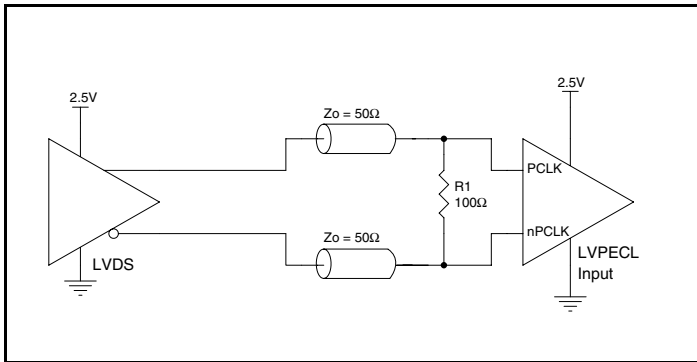 2.5V
2.5V
Zo = 50Ω
PCLK
R1
100Ω
nPCLK
Zo = 50Ω
LVDS
LVPECL
Input